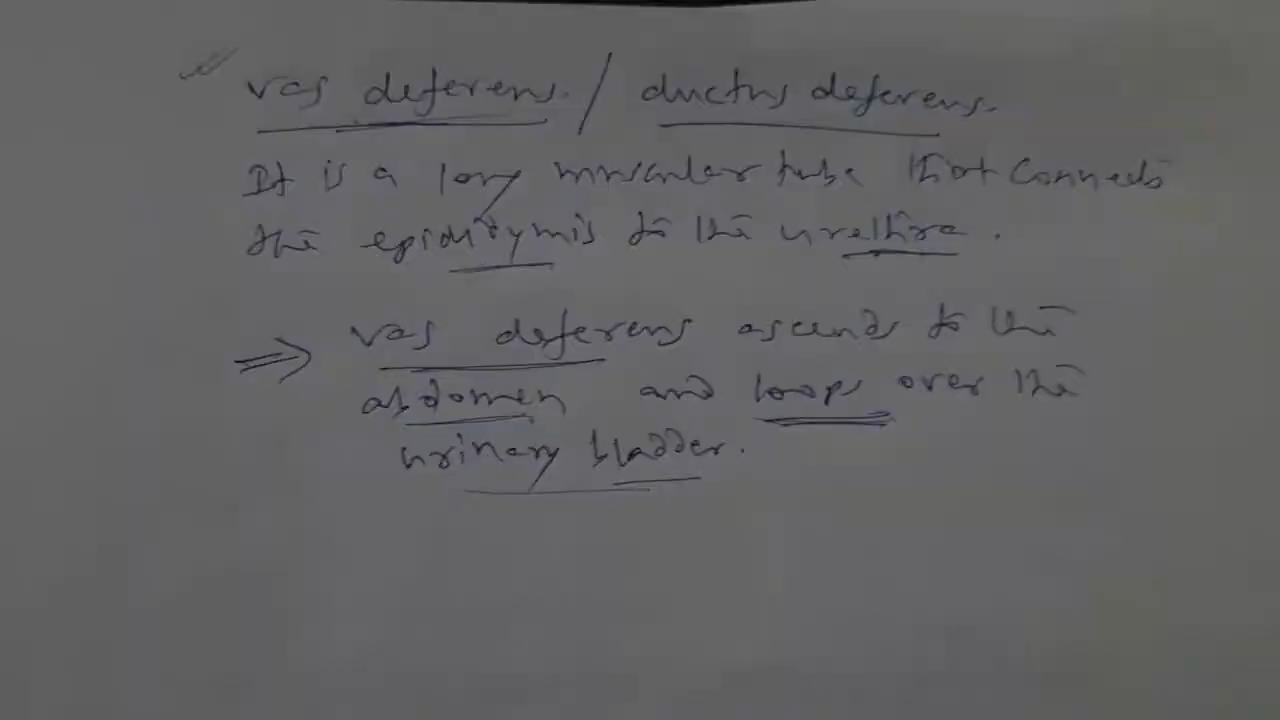 vas deferens. / ductus deferens.
It is a long muscular tube that connects
the epididymis to the urethra.
⇒ vas deferens ascends to the
abdomen and loops over the
urinary bladder.